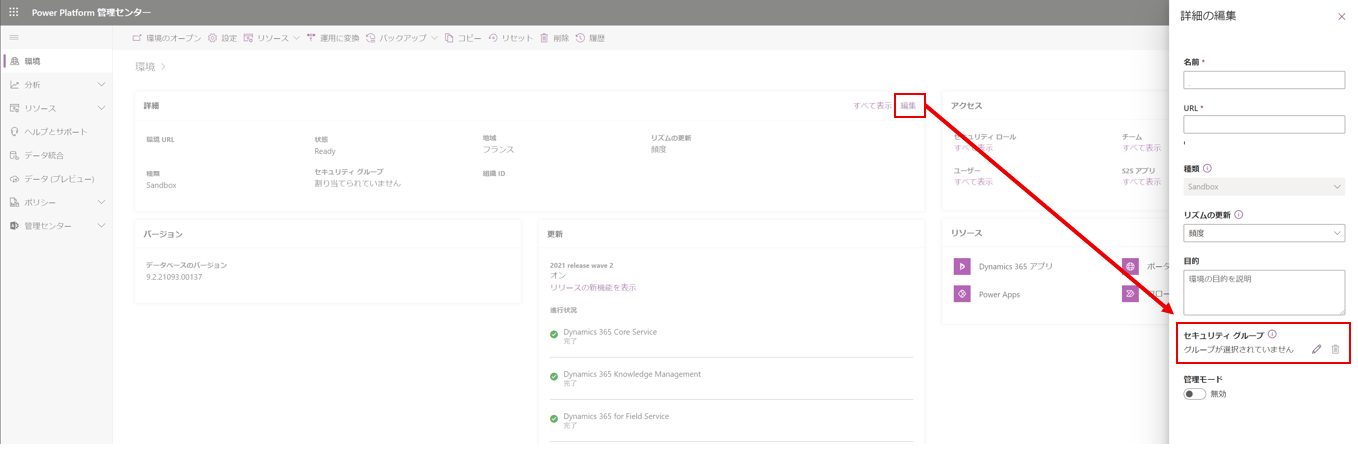 Power Platform 管理センター
環境のオープン 設定 リソース 運用に変換 バックアップ コピー リセット 削除 履歴
環境
分析
リソース
ヘルプとサポート
データ統合
データ (プレビュー)
ポリシー
管理センター
環境
詳細 すべて表示 編集
環境 URL
状態
Ready
地域
フランス
リズムの更新
頻度
種類
Sandbox
セキュリティ グループ
割り当てられていません
組織 ID
バージョン
データベースのバージョン
9.2.21093.00137
更新
2021 release wave 2
オン
リリースの新機能を表示
進行状況
Dynamics 365 Core Service
完了
Dynamics 365 Knowledge Management
完了
Dynamics 365 for Field Service
完了
アクセス
セキュリティ ロール
すべて表示
チーム
すべて表示
ユーザー
すべて表示
S2S アプリ
すべて表示
リソース
Dynamics 365 アプリ
ポータ
Power Apps
フロー
詳細の編集
名前 *
URL *
種類
Sandbox
リズムの更新
頻度
目的
環境の目的を説明
セキュリティ グループ
グループが選択されていません
管理モード
無効